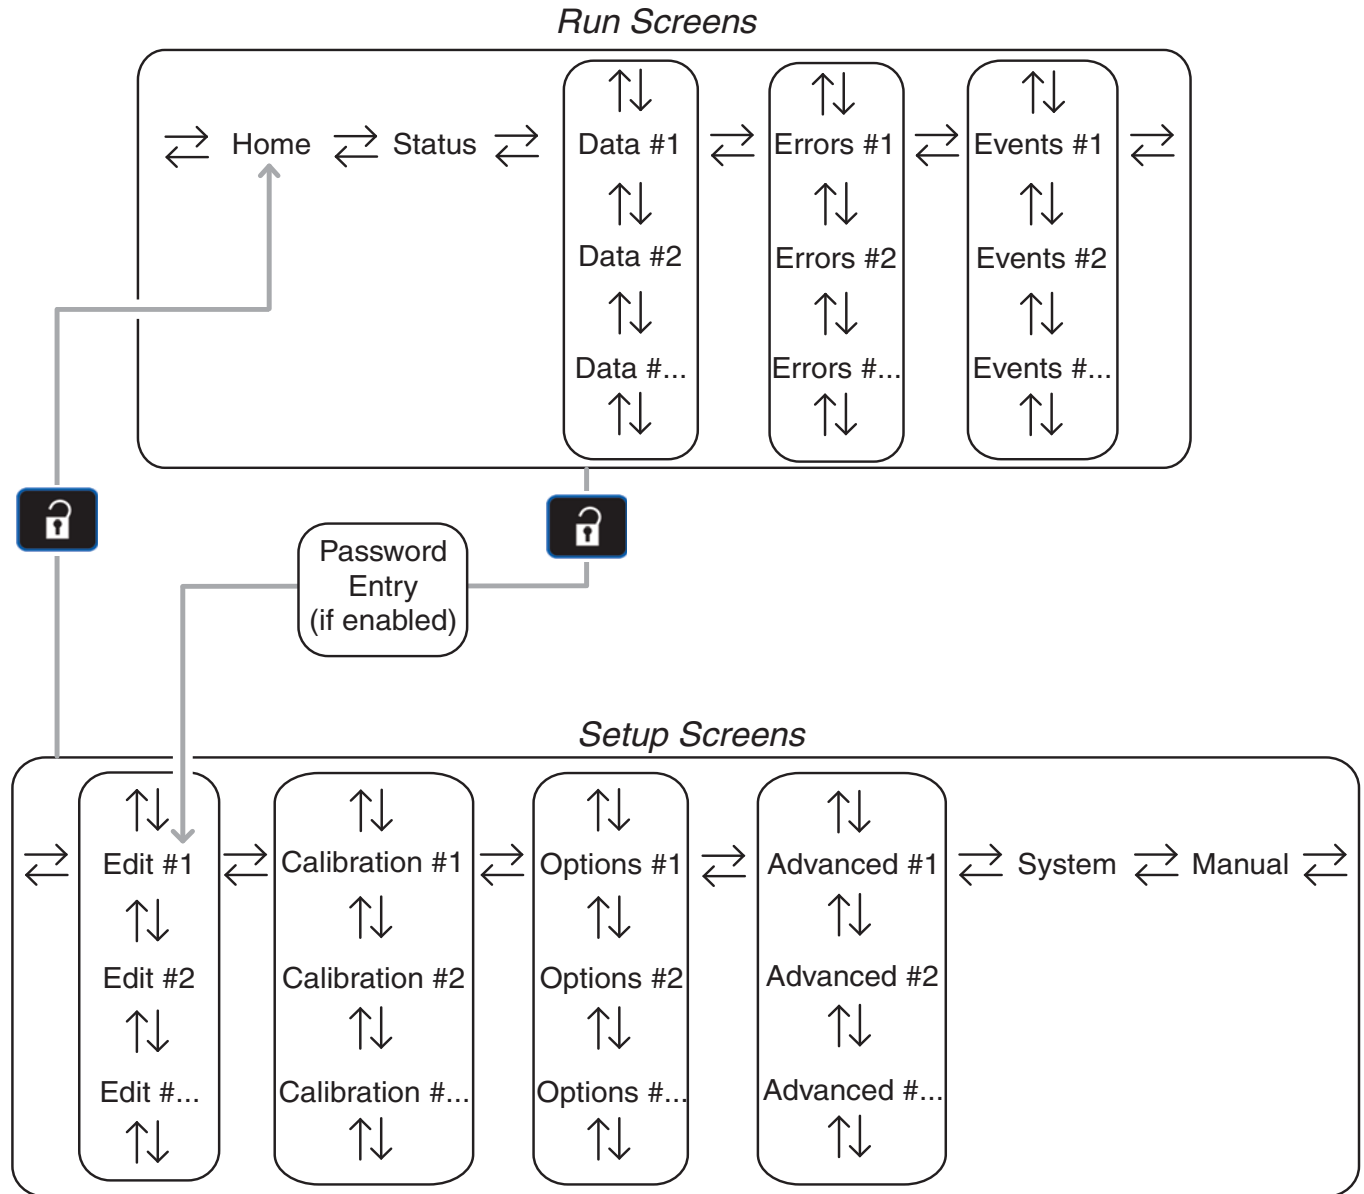 Run Screens
Home Status Data #1 Errors #1 Events #1
Data #2 Errors #2 Events #2
Data #... Errors #... Events #...
Password
Entry
(if enabled)
Setup Screens
Edit #1 Calibration #1 Options #1 Advanced #1 System Manual
Edit #2 Calibration #2 Options #2 Advanced #2
Edit #... Calibration #... Options #... Advanced #...